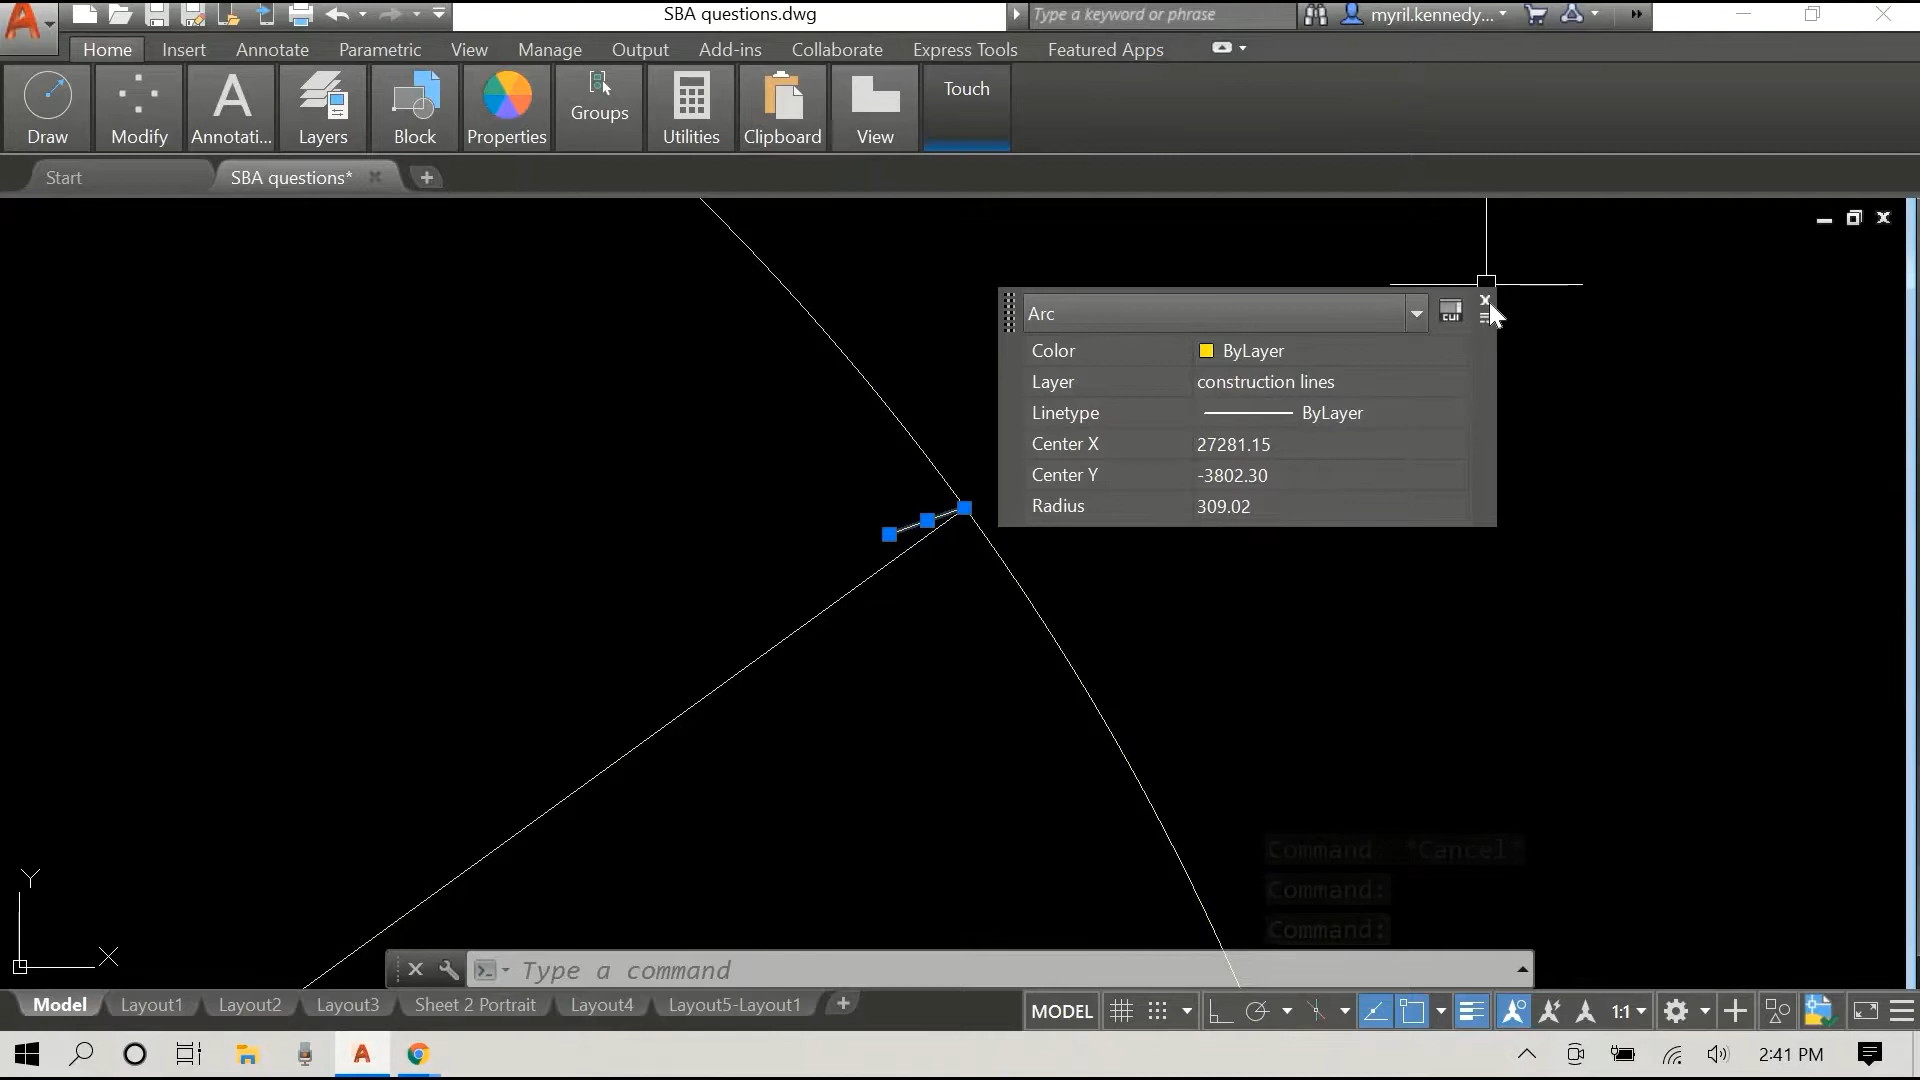 SBA questions.dwg
Type a keyword or phrase
myril.kennedy...
Home Insert Annotate Parametric View Manage Output Add-ins Collaborate Express Tools Featured Apps
Draw Modify Annotati... Layers Block Properties Groups Utilities Clipboard View Touch
Start SBA questions*
Arc
CUI
Color ByLayer
Layer construction lines
Linetype ByLayer
Center X 27281.15
Center Y -3802.30
Radius 309.02
Command: *Cancel*
Command:
Command:
Y
X
Type a command
Model Layout1 Layout2 Layout3 Sheet 2 Portrait Layout4 Layout5-Layout1
MODEL 1:1
2:41 PM